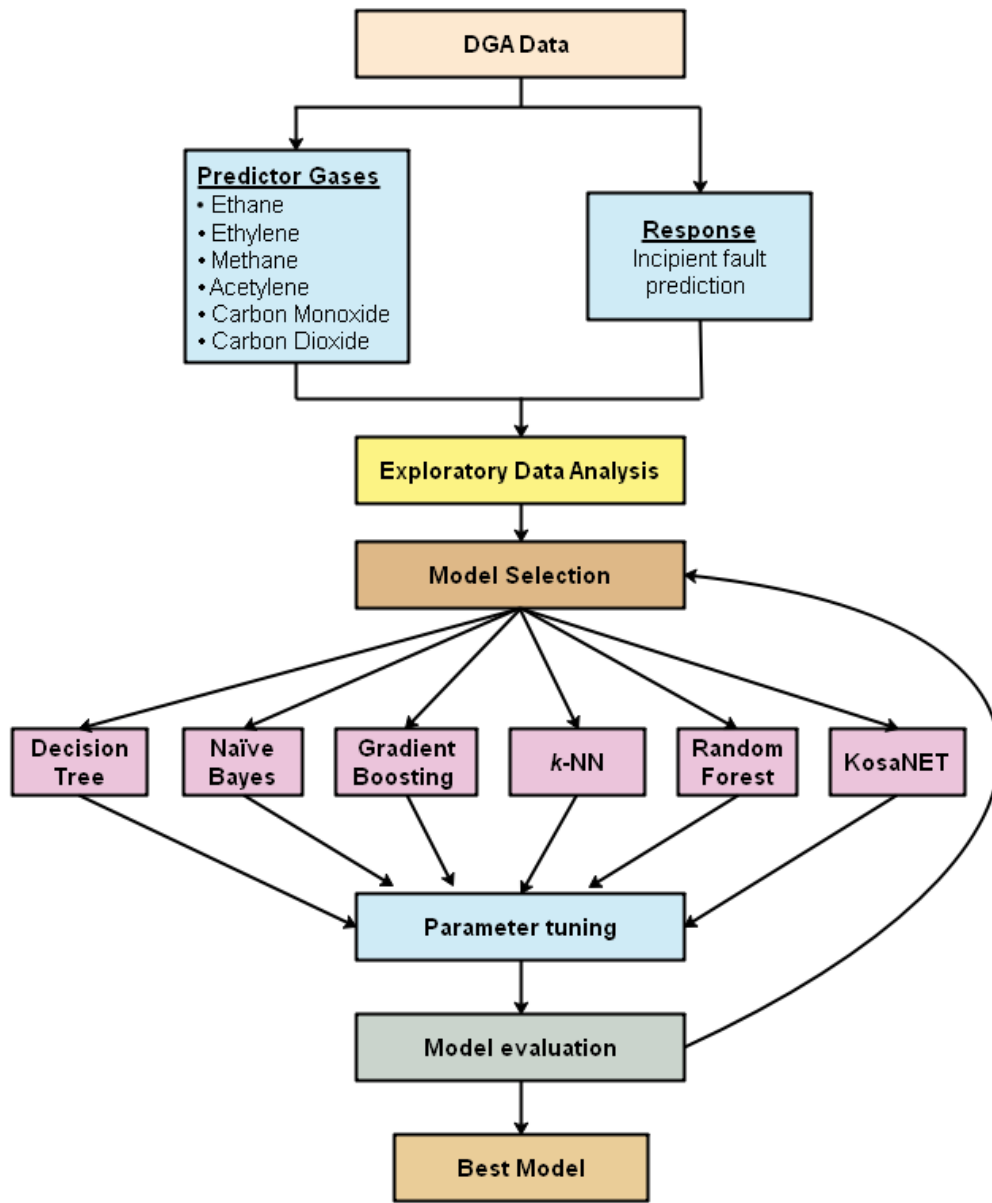 DGA Data
Predictor Gases
• Ethane
• Ethylene
• Methane
• Acetylene
• Carbon Monoxide
• Carbon Dioxide
Response
Incipient fault
prediction
Exploratory Data Analysis
Model Selection
Decision
Tree
Naïve
Bayes
Gradient
Boosting
k-NN
Random
Forest
KosaNET
Parameter tuning
Model evaluation
Best Model